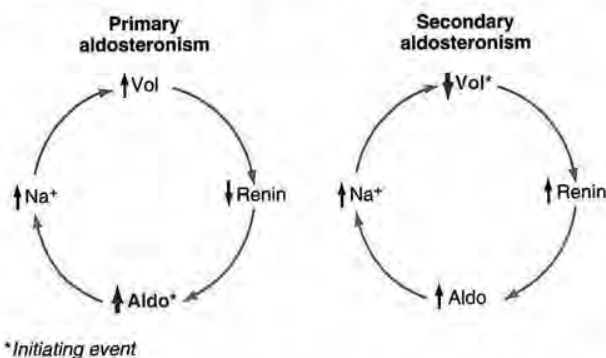 Primary
aldosteronism
↑Vol
↑Na⁺
↓Renin
↑Aldo*
Secondary
aldosteronism
↓Vol*
↑Na⁺
↑Renin
↑Aldo
*Initiating event